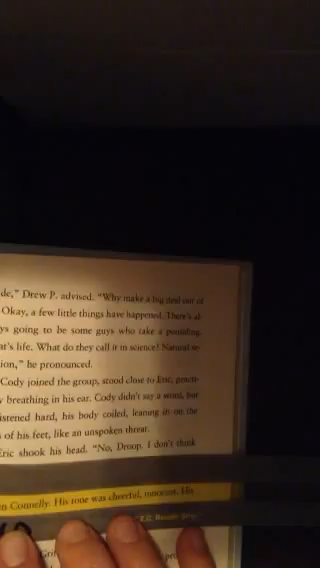 de," Drew P. advised. "Why make a big deal out of
Okay, a few little things have happened. There's al-
ys going to be some guys who take a pounding.
at's life. What do they call it in science? Natural se-
ion," he pronounced.
Cody joined the group, stood close to Eric, practi-
y breathing in his ear. Cody didn't say a word, but
istened hard, his body coiled, leaning in on the
s of his feet, like an unspoken threat.
Eric shook his head. "No, Droop. I don't think
en Connelly. His tone was cheerful, innocent. His
Grif